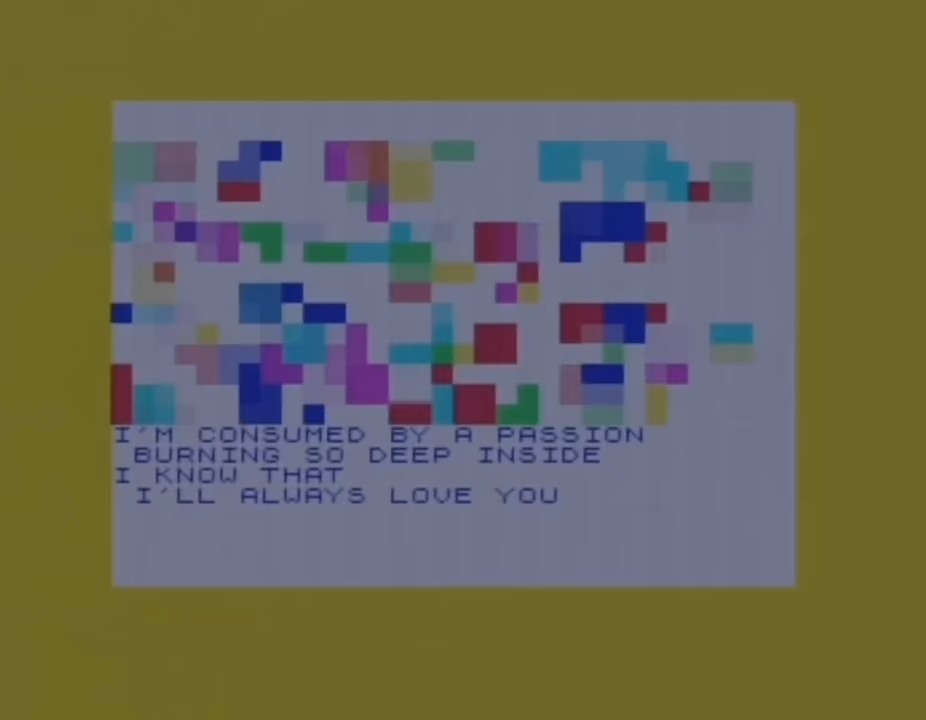 I'M CONSUMED BY A PASSION
BURNING SO DEEP INSIDE
I KNOW THAT
I'LL ALWAYS LOVE YOU